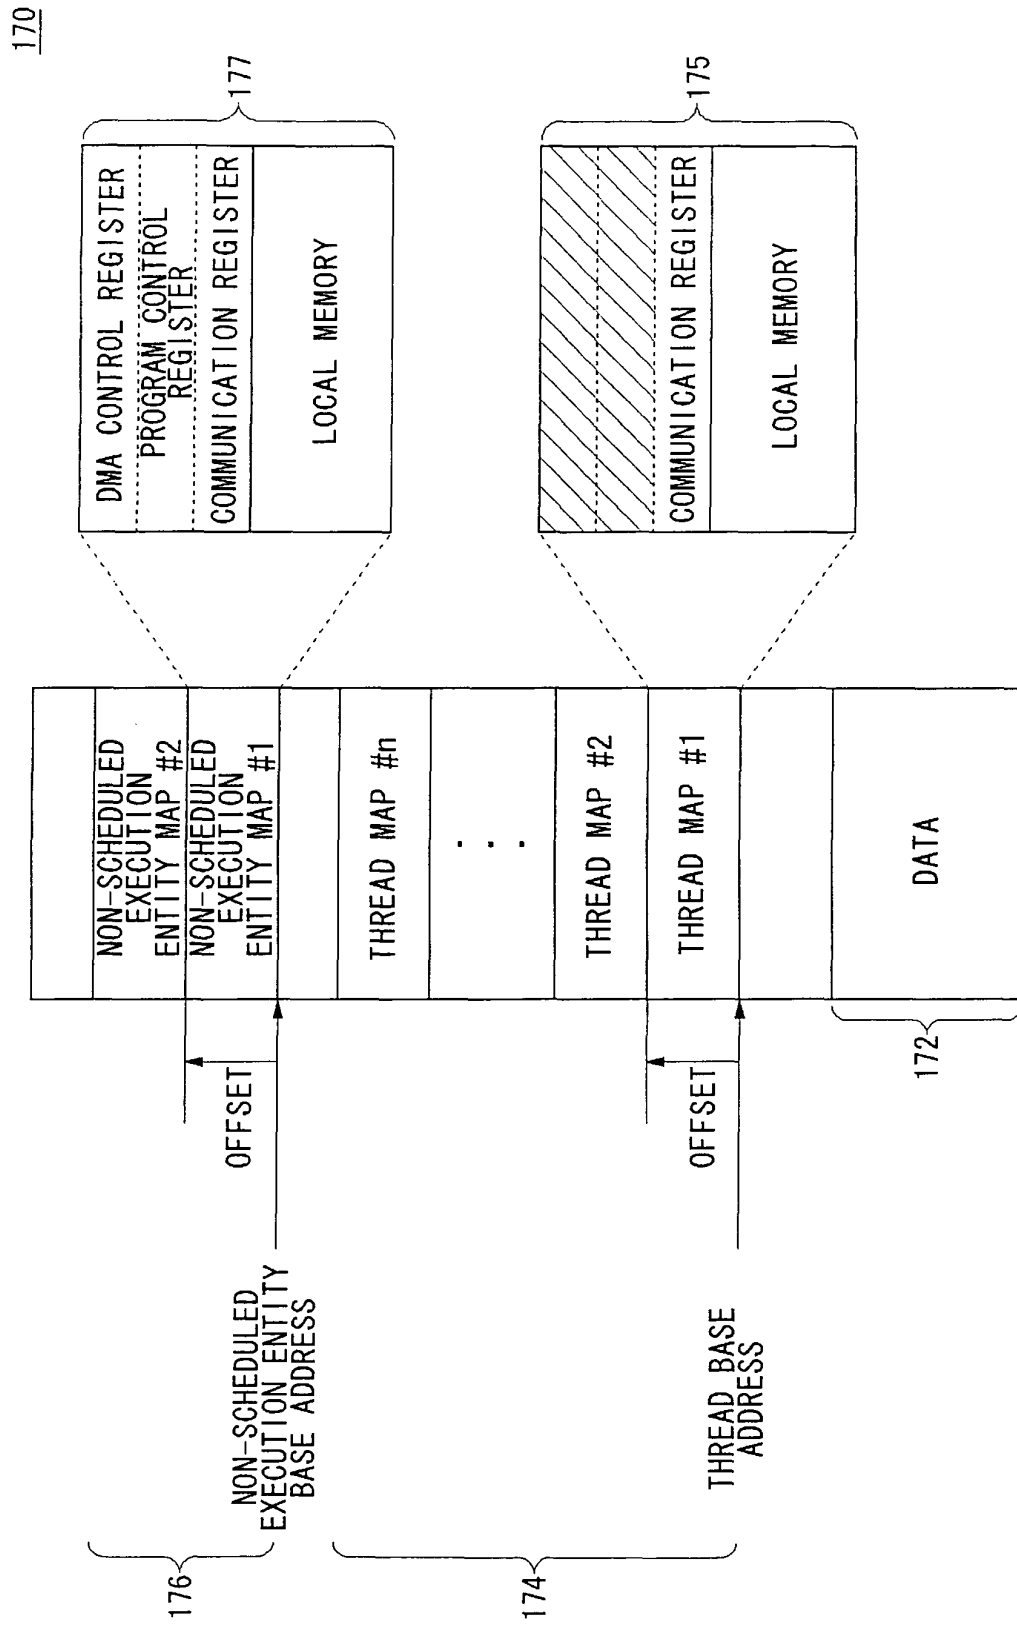 170
NON-SCHEDULED
EXECUTION
ENTITY MAP #2
NON-SCHEDULED
EXECUTION
ENTITY MAP #1
THREAD MAP #n
. . .
THREAD MAP #2
THREAD MAP #1
DATA
172
OFFSET
OFFSET
NON-SCHEDULED
EXECUTION ENTITY
BASE ADDRESS
THREAD BASE
ADDRESS
176
174
DMA CONTROL REGISTER
PROGRAM CONTROL
REGISTER
COMMUNICATION REGISTER
LOCAL MEMORY
177
COMMUNICATION REGISTER
LOCAL MEMORY
175